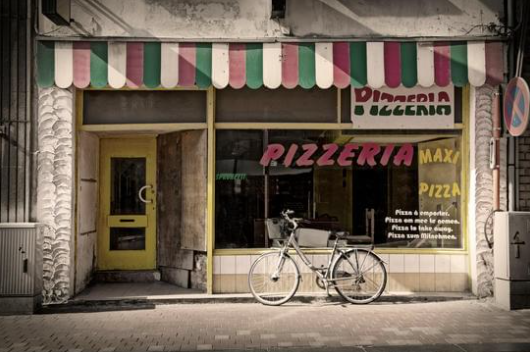 PIZZERIA
PIZZERIA
MAXI
PIZZA
Pizza à emporter.
Pizza om mee te nemen.
Pizza to take away.
Pizza zum Mitnehmen.